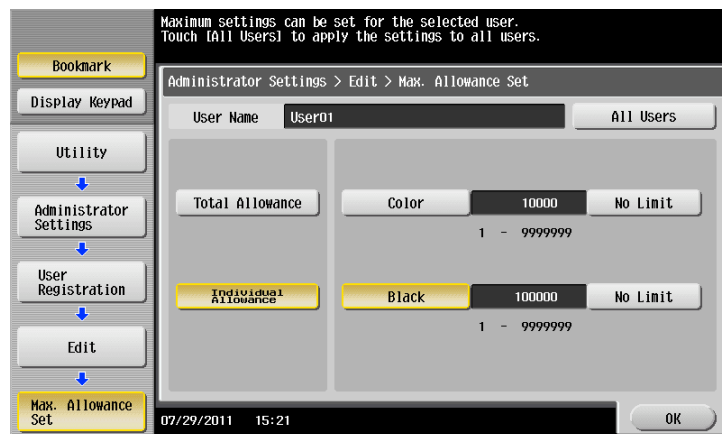 Maximum settings can be set for the selected user.
Touch [All Users] to apply the settings to all users.
Bookmark
Display Keypad
Utility
Administrator
Settings
User
Registration
Edit
Max. Allowance
Set
Administrator Settings > Edit > Max. Allowance Set
User Name User01 All Users
Total Allowance Color 10000 No Limit
1 - 9999999
Individual
Allowance
Black 100000 No Limit
1 - 9999999
07/29/2011 15:21
OK